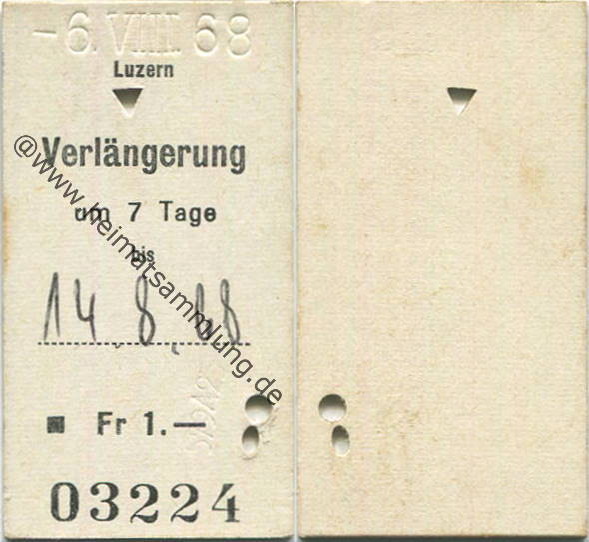 -6. VIII. 68
Luzern
Verlängerung
um 7 Tage
bis
14. 8. 68
Fr 1.—
03224
@www.heimatsammlung.de